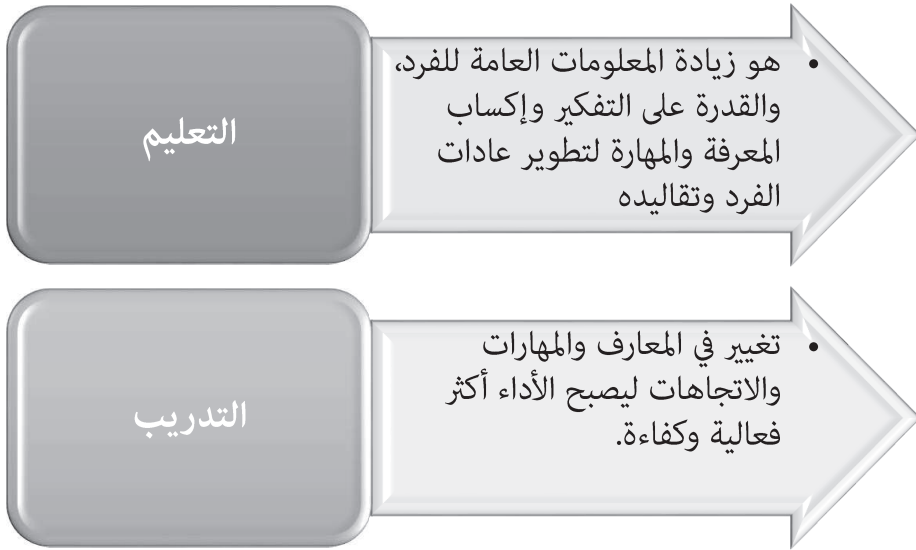 التعليم
• هو زيادة المعلومات العامة للفرد،
والقدرة على التفكير وإكساب
المعرفة والمهارة لتطوير عادات
الفرد وتقاليده
التدريب
• تغيير في المعارف والمهارات
والاتجاهات ليصبح الأداء أكثر
فعالية وكفاءة.